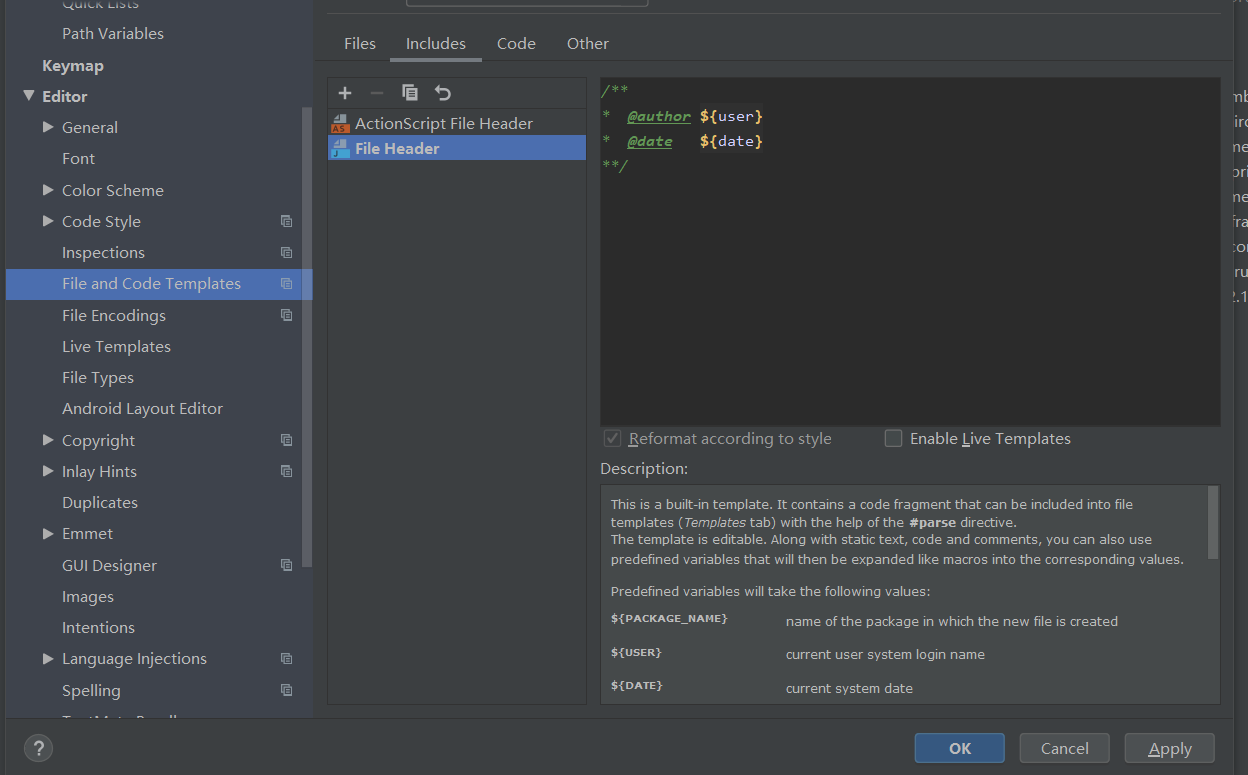 Quick Lists
Path Variables
Keymap
Editor
General
Font
Color Scheme
Code Style
Inspections
File and Code Templates
File Encodings
Live Templates
File Types
Android Layout Editor
Copyright
Inlay Hints
Duplicates
Emmet
GUI Designer
Images
Intentions
Language Injections
Spelling
Files Includes Code Other
AS ActionScript File Header
J File Header
/**
* @author ${user}
* @date ${date}
**/
Reformat according to style Enable Live Templates
Description:
This is a built-in template. It contains a code fragment that can be included into file
templates (Templates tab) with the help of the #parse directive.
The template is editable. Along with static text, code and comments, you can also use
predefined variables that will then be expanded like macros into the corresponding values.
Predefined variables will take the following values:
${PACKAGE_NAME} name of the package in which the new file is created
${USER} current user system login name
${DATE} current system date
? OK Cancel Apply